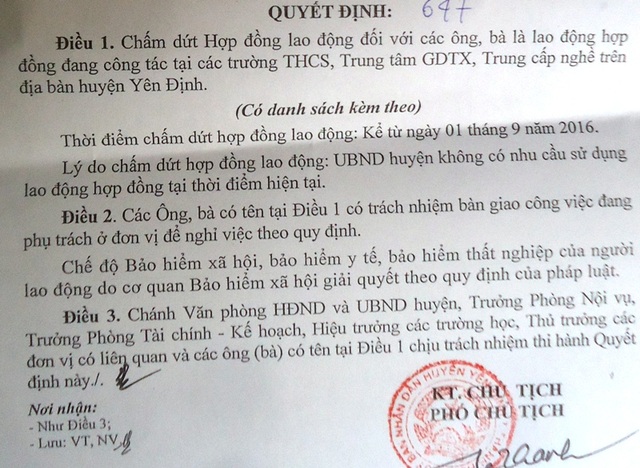 QUYẾT ĐỊNH: 647
Điều 1. Chấm dứt Hợp đồng lao động đối với các ông, bà là lao động hợp
đồng đang công tác tại các trường THCS, Trung tâm GDTX, Trung cấp nghề trên
địa bàn huyện Yên Định.
(Có danh sách kèm theo)
Thời điểm chấm dứt hợp đồng lao động: Kể từ ngày 01 tháng 9 năm 2016.
Lý do chấm dứt hợp đồng lao động: UBND huyện không có nhu cầu sử dụng
lao động hợp đồng tại thời điểm hiện tại.
Điều 2. Các Ông, bà có tên tại Điều 1 có trách nhiệm bàn giao công việc đang
phụ trách ở đơn vị để nghỉ việc theo quy định.
Chế độ Bảo hiểm xã hội, bảo hiểm y tế, bảo hiểm thất nghiệp của người
lao động do cơ quan Bảo hiểm xã hội giải quyết theo quy định của pháp luật.
Điều 3. Chánh Văn phòng HĐND và UBND huyện, Trưởng Phòng Nội vụ,
Trưởng Phòng Tài chính - Kế hoạch, Hiệu trưởng các trường học, Thủ trưởng các
đơn vị có liên quan và các ông (bà) có tên tại Điều 1 chịu trách nhiệm thi hành Quyết
định này./.
Nơi nhận:
- Như Điều 3;
- Lưu: VT, NV
KT. CHỦ TỊCH
PHÓ CHỦ TỊCH
BAN NHÂN DÂN HUYỆN YÊN